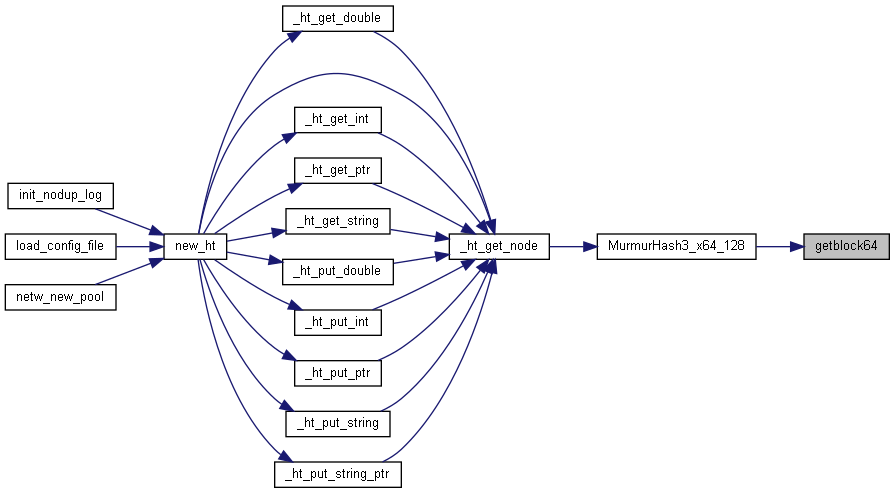 _ht_get_double
_ht_get_int
_ht_get_ptr
init_nodup_log
_ht_get_string
load_config_file
new_ht
_ht_get_node
MurmurHash3_x64_128
getblock64
_ht_put_double
netw_new_pool
_ht_put_int
_ht_put_ptr
_ht_put_string
_ht_put_string_ptr